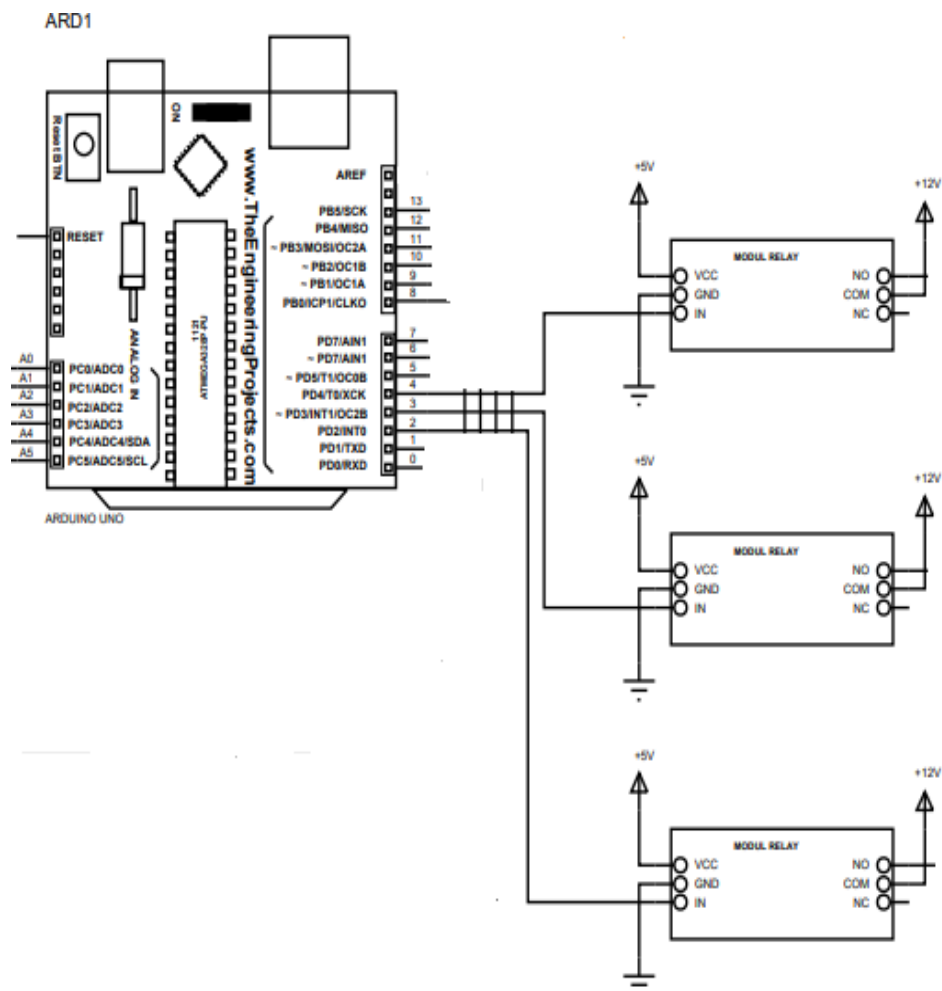 ARD1
ON
Reset BTN
www.TheEngineeringProjects.com
AREF
PB5/SCK 13
PB4/MISO 12
~ PB3/MOSI/OC2A 11
~ PB2/OC1B 10
~ PB1/OC1A 9
PB0/ICP1/CLKO 8
RESET
ANALOG IN
1121
ATMEGA328P-PU
PD7/AIN1 7
~ PD7/AIN1 6
~ PD5/T1/OC0B 5
PD4/T0/XCK 4
~ PD3/INT1/OC2B 3
PD2/INT0 2
PD1/TXD 1
PD0/RXD 0
A0 PC0/ADC0
A1 PC1/ADC1
A2 PC2/ADC2
A3 PC3/ADC3
A4 PC4/ADC4/SDA
A5 PC5/ADC5/SCL
ARDUINO UNO
+5V
+12V
MODUL RELAY
VCC NO
GND COM
IN NC
+5V
+12V
MODUL RELAY
VCC NO
GND COM
IN NC
+5V
+12V
MODUL RELAY
VCC NO
GND COM
IN NC